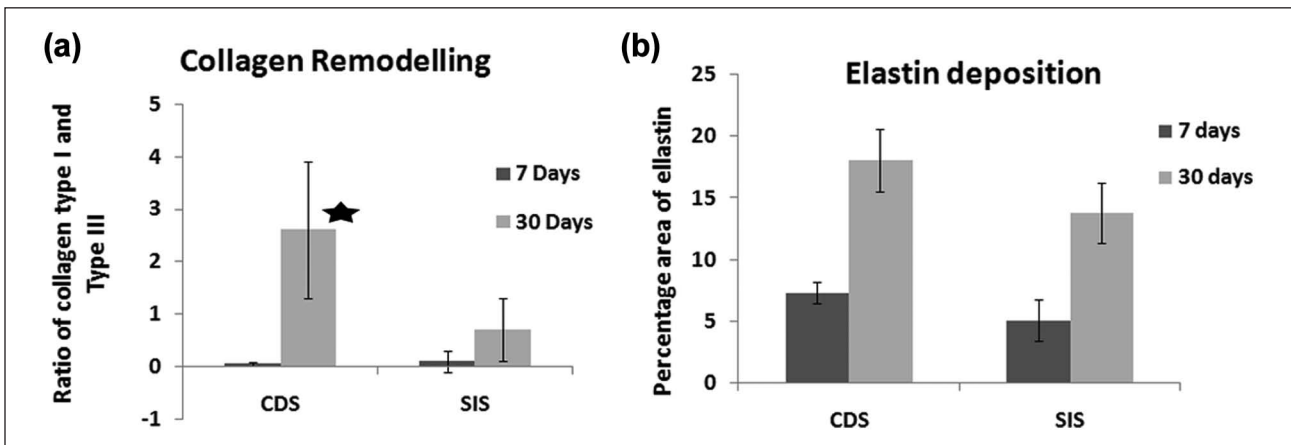 (a)
Collagen Remodelling
Ratio of collagen type I and
Type III
5
4
3
2
1
0
-1
7 Days
30 Days
CDS
SIS
(b)
Elastin deposition
Percentage area of ellastin
25
20
15
10
5
0
7 days
30 days
CDS
SIS